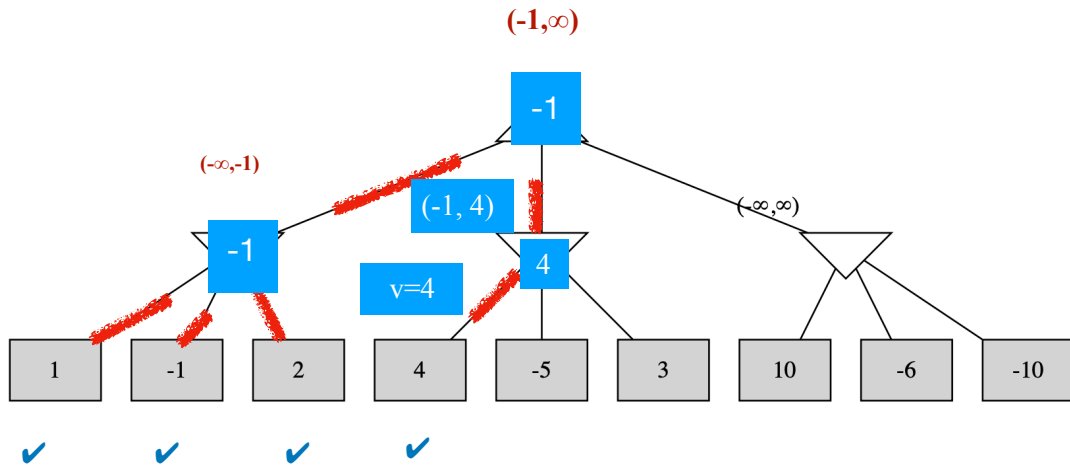 (-1,∞)
-1
(-∞,-1)
(-1, 4)
(-∞,∞)
-1
4
v=4
1 -1 2 4 -5 3 10 -6 -10
✔ ✔ ✔ ✔